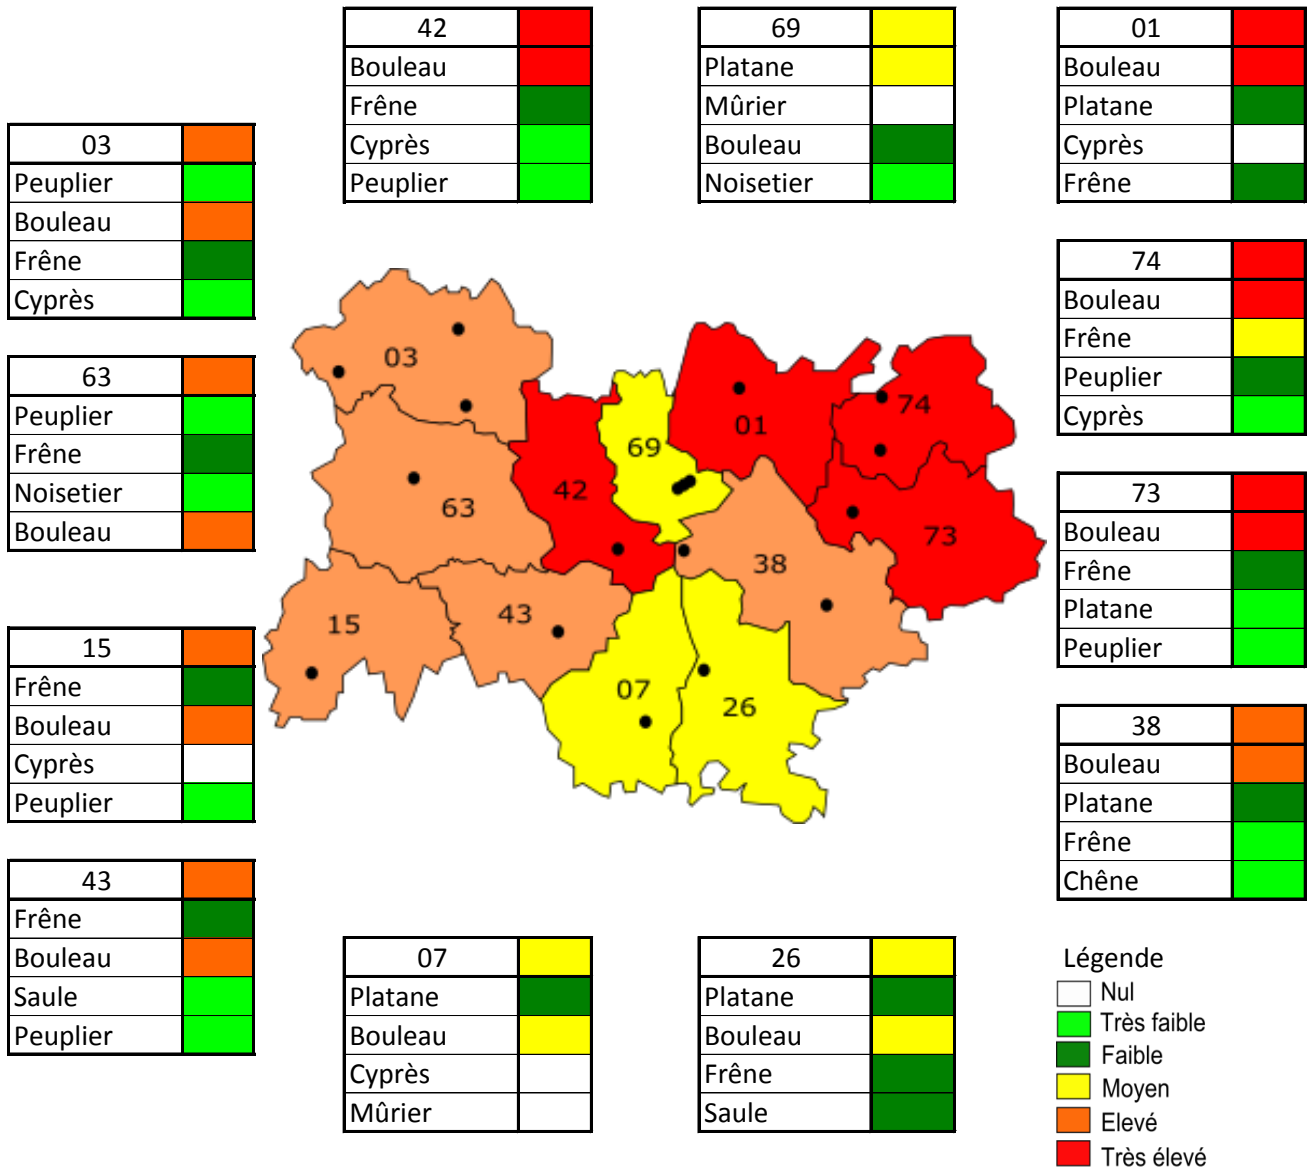 42
Bouleau
Frêne
Cyprès
Peuplier
69
Platane
Mûrier
Bouleau
Noisetier
01
Bouleau
Platane
Cyprès
Frêne
03
Peuplier
Bouleau
Frêne
Cyprès
74
Bouleau
Frêne
Peuplier
Cyprès
63
Peuplier
Frêne
Noisetier
Bouleau
73
Bouleau
Frêne
Platane
Peuplier
15
Frêne
Bouleau
Cyprès
Peuplier
38
Bouleau
Platane
Frêne
Chêne
43
Frêne
Bouleau
Saule
Peuplier
07
Platane
Bouleau
Cyprès
Mûrier
26
Platane
Bouleau
Frêne
Saule
03
74
01
69
42
63
73
38
43
15
07
26
Légende
Nul
Très faible
Faible
Moyen
Elevé
Très élevé